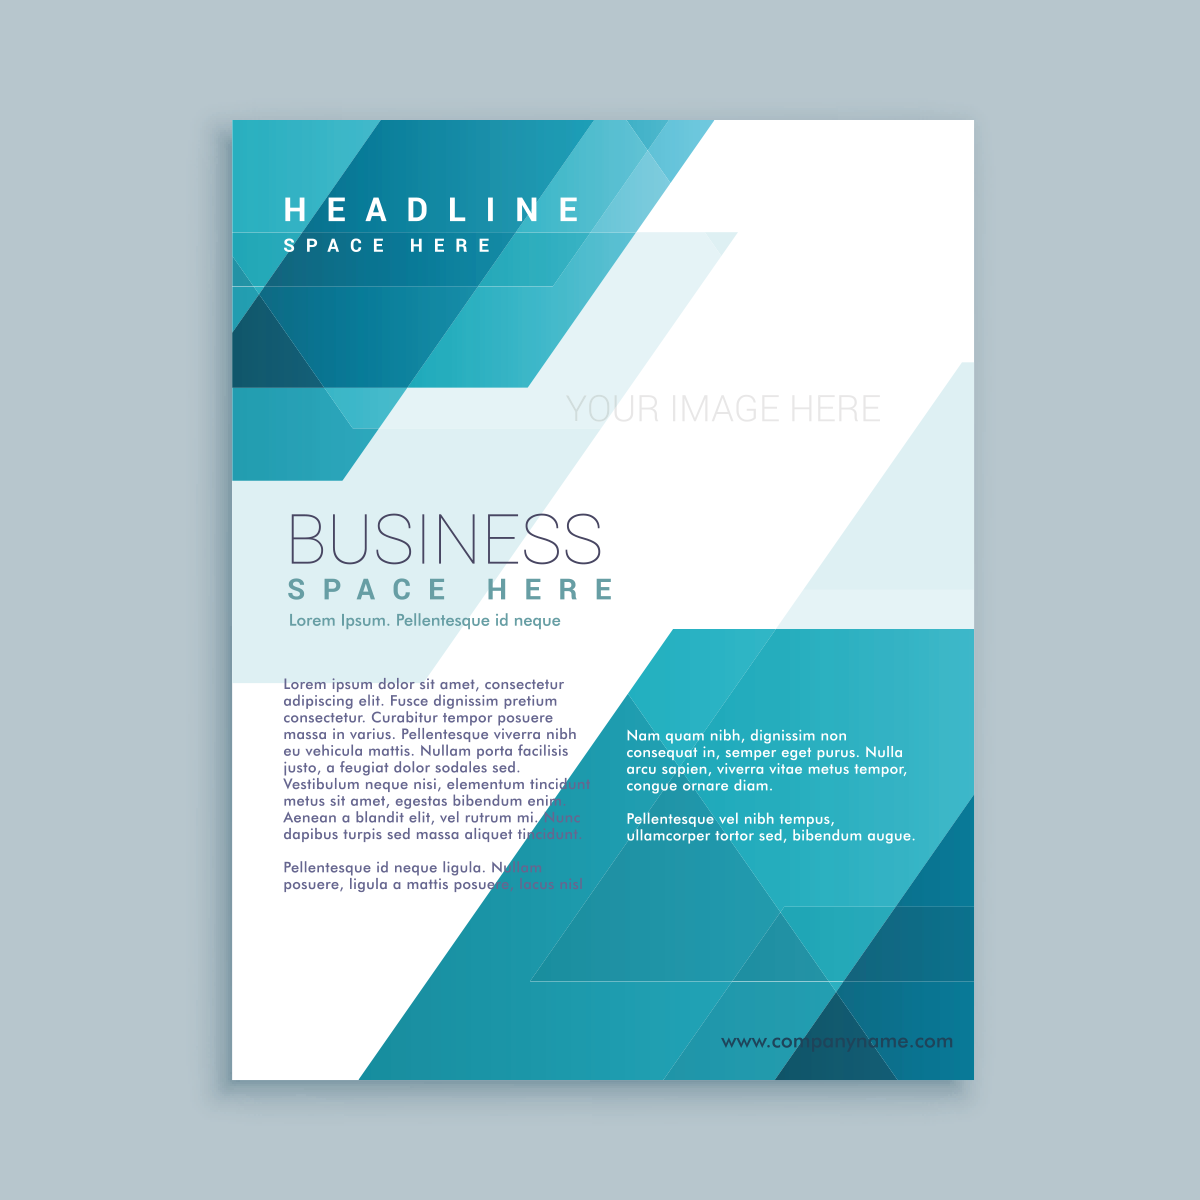 HEADLINE
SPACE HERE
YOUR IMAGE HERE
BUSINESS
SPACE HERE
Lorem Ipsum. Pellentesque id neque
Lorem ipsum dolor sit amet, consectetur
adipiscing elit. Fusce dignissim pretium
consectetur. Curabitur tempor posuere
massa in varius. Pellentesque viverra nibh
eu vehicula mattis. Nullam porta facilisis
justo, a feugiat dolor sodales sed.
Vestibulum neque nisi, elementum tincidunt
metus sit amet, egestas bibendum enim.
Aenean a blandit elit, vel rutrum mi. Nunc
dapibus turpis sed massa aliquet tincidunt.
Pellentesque id neque ligula. Nullam
posuere, ligula a mattis posuere, lacus nisl
Nam quam nibh, dignissim non
consequat in, semper eget purus. Nulla
arcu sapien, viverra vitae metus tempor,
congue ornare diam.
Pellentesque vel nibh tempus,
ullamcorper tortor sed, bibendum augue.
www.companyname.com